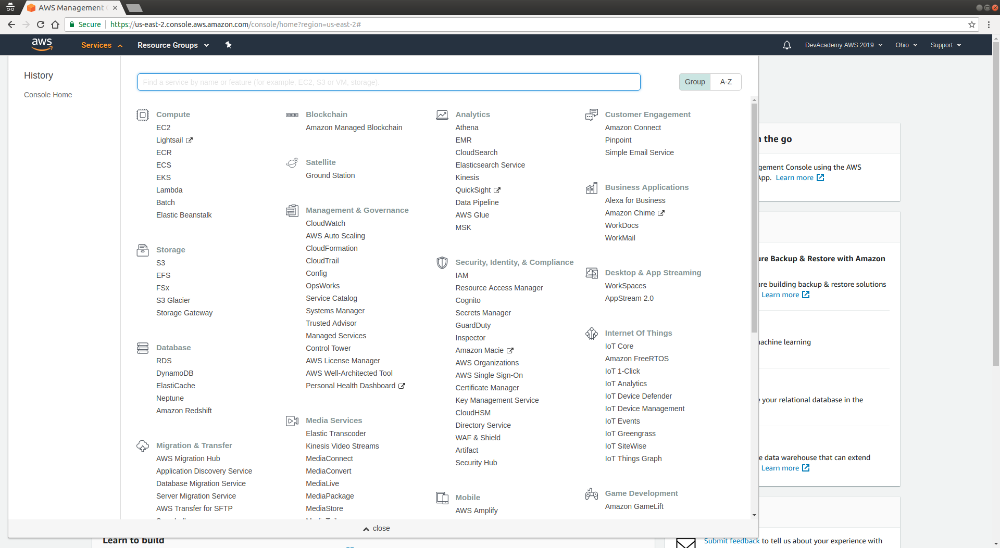 AWS Management C
Secure
https://us-east-2.console.aws.amazon.com/console/home?region=us-east-2#
aws
Services
Resource Groups
DevAcademy AWS 2019
Ohio
Support
History
Console Home
Find a service by name or feature (for example, EC2, S3 or VM, storage).
Group
A-Z
Compute
EC2
Lightsail
ECR
ECS
EKS
Lambda
Batch
Elastic Beanstalk
Storage
S3
EFS
FSx
S3 Glacier
Storage Gateway
Database
RDS
DynamoDB
ElastiCache
Neptune
Amazon Redshift
Migration & Transfer
AWS Migration Hub
Application Discovery Service
Database Migration Service
Server Migration Service
AWS Transfer for SFTP
Blockchain
Amazon Managed Blockchain
Satellite
Ground Station
Management & Governance
CloudWatch
AWS Auto Scaling
CloudFormation
CloudTrail
Config
OpsWorks
Service Catalog
Systems Manager
Trusted Advisor
Managed Services
Control Tower
AWS License Manager
AWS Well-Architected Tool
Personal Health Dashboard
Media Services
Elastic Transcoder
Kinesis Video Streams
MediaConnect
MediaConvert
MediaLive
MediaPackage
MediaStore
Analytics
Athena
EMR
CloudSearch
Elasticsearch Service
Kinesis
QuickSight
Data Pipeline
AWS Glue
MSK
Security, Identity, & Compliance
IAM
Resource Access Manager
Cognito
Secrets Manager
GuardDuty
Inspector
Amazon Macie
AWS Organizations
AWS Single Sign-On
Certificate Manager
Key Management Service
CloudHSM
Directory Service
WAF & Shield
Artifact
Security Hub
Mobile
AWS Amplify
Customer Engagement
Amazon Connect
Pinpoint
Simple Email Service
Business Applications
Alexa for Business
Amazon Chime
WorkDocs
WorkMail
Desktop & App Streaming
WorkSpaces
AppStream 2.0
Internet Of Things
IoT Core
Amazon FreeRTOS
IoT 1-Click
IoT Analytics
IoT Device Defender
IoT Device Management
IoT Events
IoT Greengrass
IoT SiteWise
IoT Things Graph
Game Development
Amazon GameLift
close
n the go
gement Console using the AWS
App. Learn more
ure Backup & Restore with Amazon
are building backup & restore solutions
Learn more
machine learning
e your relational database in the
e data warehouse that can extend
Learn more
Learn to build
Submit feedback to tell us about your experience with